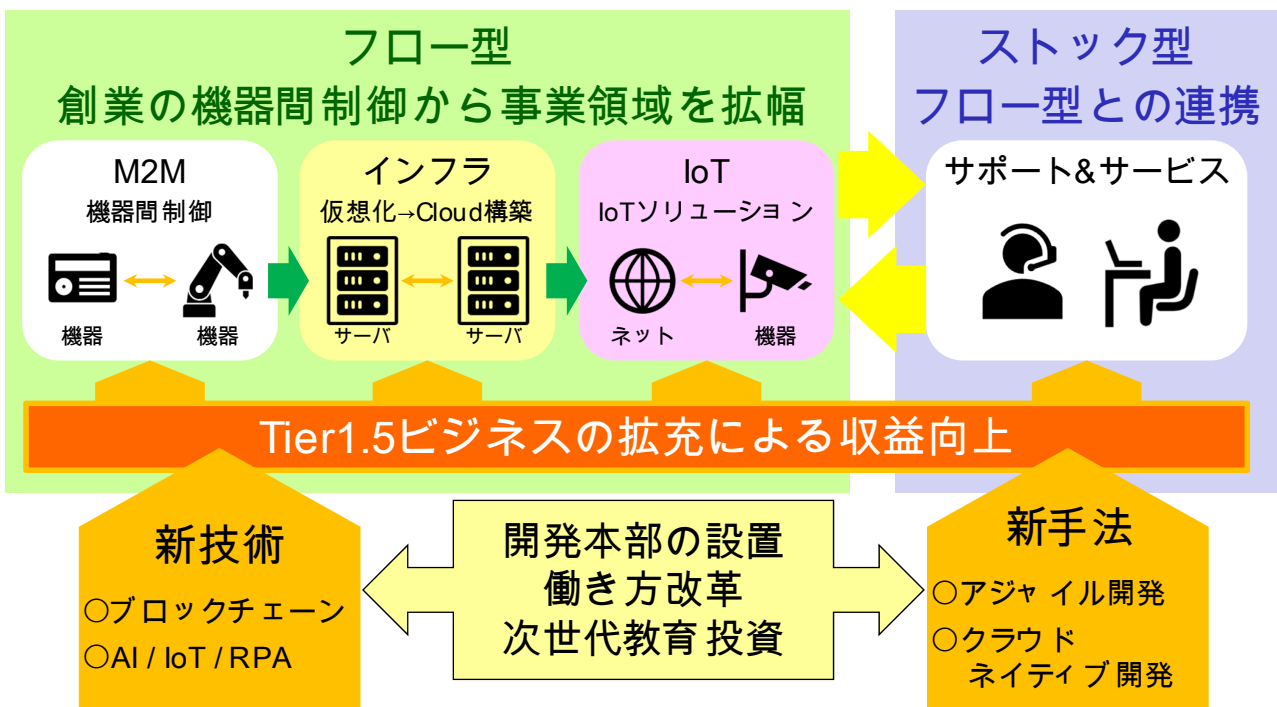 フロー型
創業の機器間制御から事業領域を拡幅
M2M
機器間制御
機器
機器
インフラ
仮想化→Cloud構築
サーバ
サーバ
IoT
IoTソリューション
ネット
機器
ストック型
フロー型との連携
サポート&サービス
Tier1.5ビジネスの拡充による収益向上
新技術
○ブロックチェーン
○AI / IoT / RPA
開発本部の設置
働き方改革
次世代教育投資
新手法
○アジャイル開発
○クラウド
ネイティブ開発